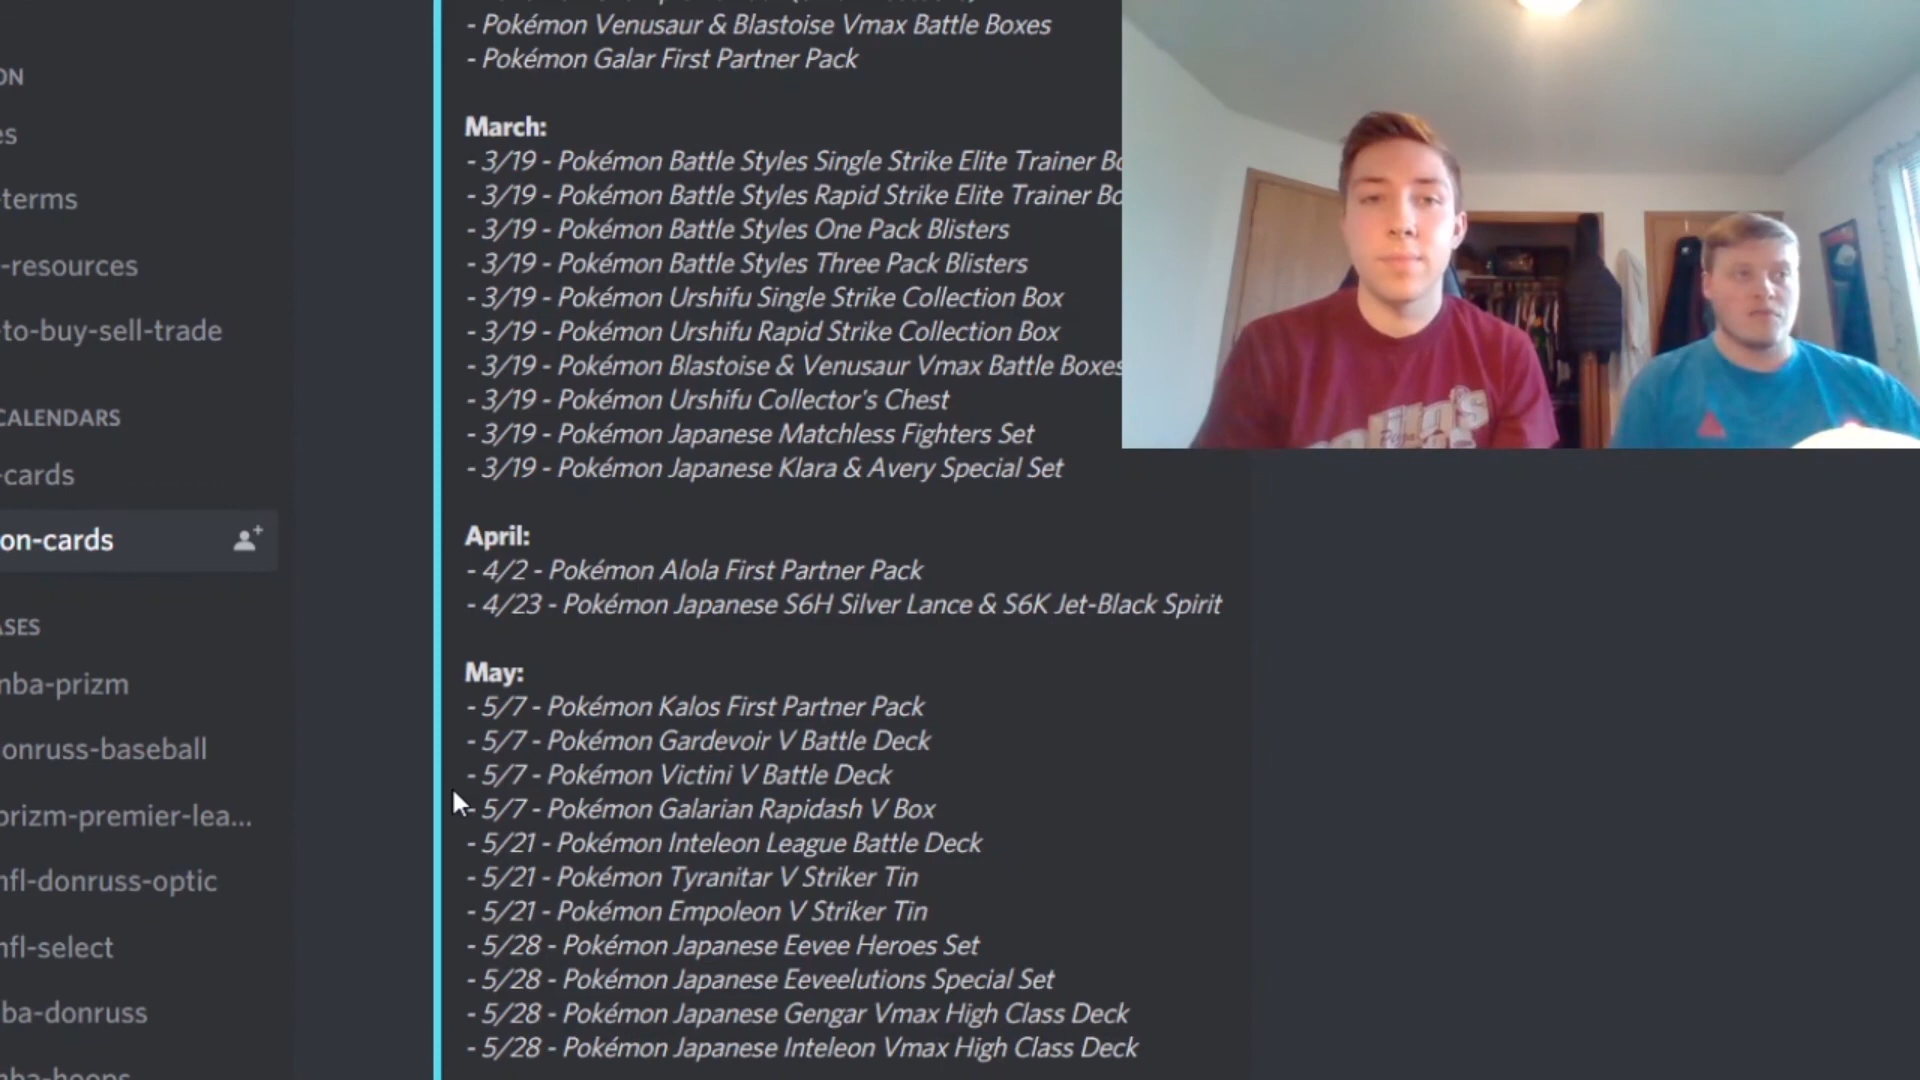 - Pokémon Venusaur & Blastoise Vmax Battle Boxes
- Pokémon Galar First Partner Pack
March:
- 3/19 - Pokémon Battle Styles Single Strike Elite Trainer Bo
- 3/19 - Pokémon Battle Styles Rapid Strike Elite Trainer Bo
- 3/19 - Pokémon Battle Styles One Pack Blisters
- 3/19 - Pokémon Battle Styles Three Pack Blisters
- 3/19 - Pokémon Urshifu Single Strike Collection Box
- 3/19 - Pokémon Urshifu Rapid Strike Collection Box
- 3/19 - Pokémon Blastoise & Venusaur Vmax Battle Boxes
- 3/19 - Pokémon Urshifu Collector's Chest
- 3/19 - Pokémon Japanese Matchless Fighters Set
- 3/19 - Pokémon Japanese Klara & Avery Special Set
April:
- 4/2 - Pokémon Alola First Partner Pack
- 4/23 - Pokémon Japanese S6H Silver Lance & S6K Jet-Black Spirit
May:
- 5/7 - Pokémon Kalos First Partner Pack
- 5/7 - Pokémon Gardevoir V Battle Deck
- 5/7 - Pokémon Victini V Battle Deck
- 5/7 - Pokémon Galarian Rapidash V Box
- 5/21 - Pokémon Inteleon League Battle Deck
- 5/21 - Pokémon Tyranitar V Striker Tin
- 5/21 - Pokémon Empoleon V Striker Tin
- 5/28 - Pokémon Japanese Eevee Heroes Set
- 5/28 - Pokémon Japanese Eeveelutions Special Set
- 5/28 - Pokémon Japanese Gengar Vmax High Class Deck
- 5/28 - Pokémon Japanese Inteleon Vmax High Class Deck
ON
es
-terms
-resources
-to-buy-sell-trade
CALENDARS
-cards
on-cards
ASES
nba-prizm
onruss-baseball
prizm-premier-lea...
nfl-donruss-optic
nfl-select
ba-donruss
nba-hoops